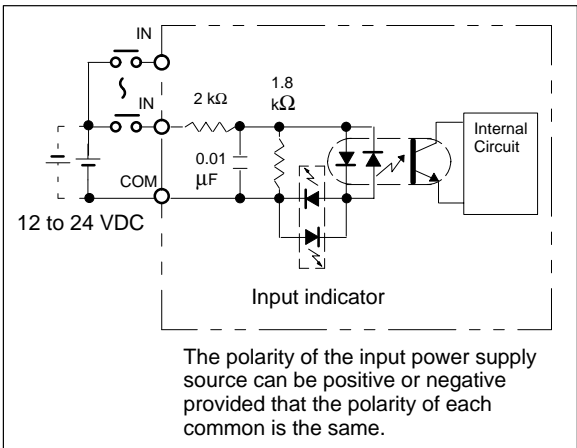 IN
IN
2 kΩ
1.8
kΩ
0.01
μF
COM
12 to 24 VDC
Internal
Circuit
Input indicator
The polarity of the input power supply
source can be positive or negative
provided that the polarity of each
common is the same.